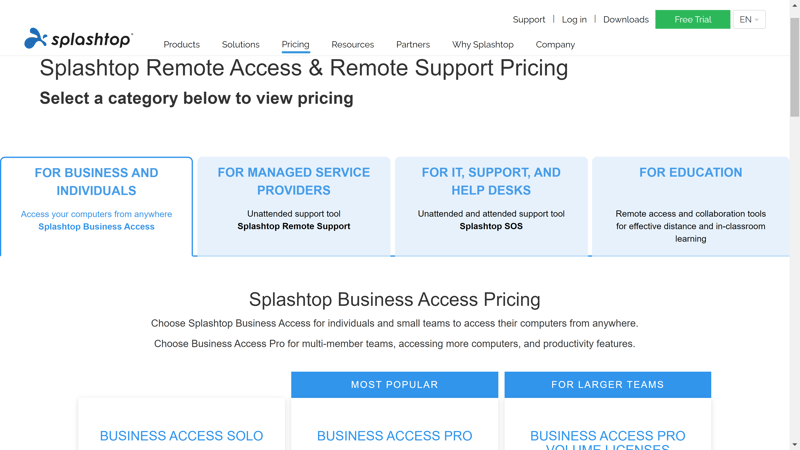 Support | Log in | Downloads Free Trial EN
splashtop
Products Solutions Pricing Resources Partners Why Splashtop Company
Splashtop Remote Access & Remote Support Pricing
Select a category below to view pricing
FOR BUSINESS AND
INDIVIDUALS
Access your computers from anywhere
Splashtop Business Access
FOR MANAGED SERVICE
PROVIDERS
Unattended support tool
Splashtop Remote Support
FOR IT, SUPPORT, AND
HELP DESKS
Unattended and attended support tool
Splashtop SOS
FOR EDUCATION
Remote access and collaboration tools
for effective distance and in-classroom
learning
Splashtop Business Access Pricing
Choose Splashtop Business Access for individuals and small teams to access their computers from anywhere.
Choose Business Access Pro for multi-member teams, accessing more computers, and productivity features.
BUSINESS ACCESS SOLO
MOST POPULAR
BUSINESS ACCESS PRO
FOR LARGER TEAMS
BUSINESS ACCESS PRO
VOLUME LICENSES